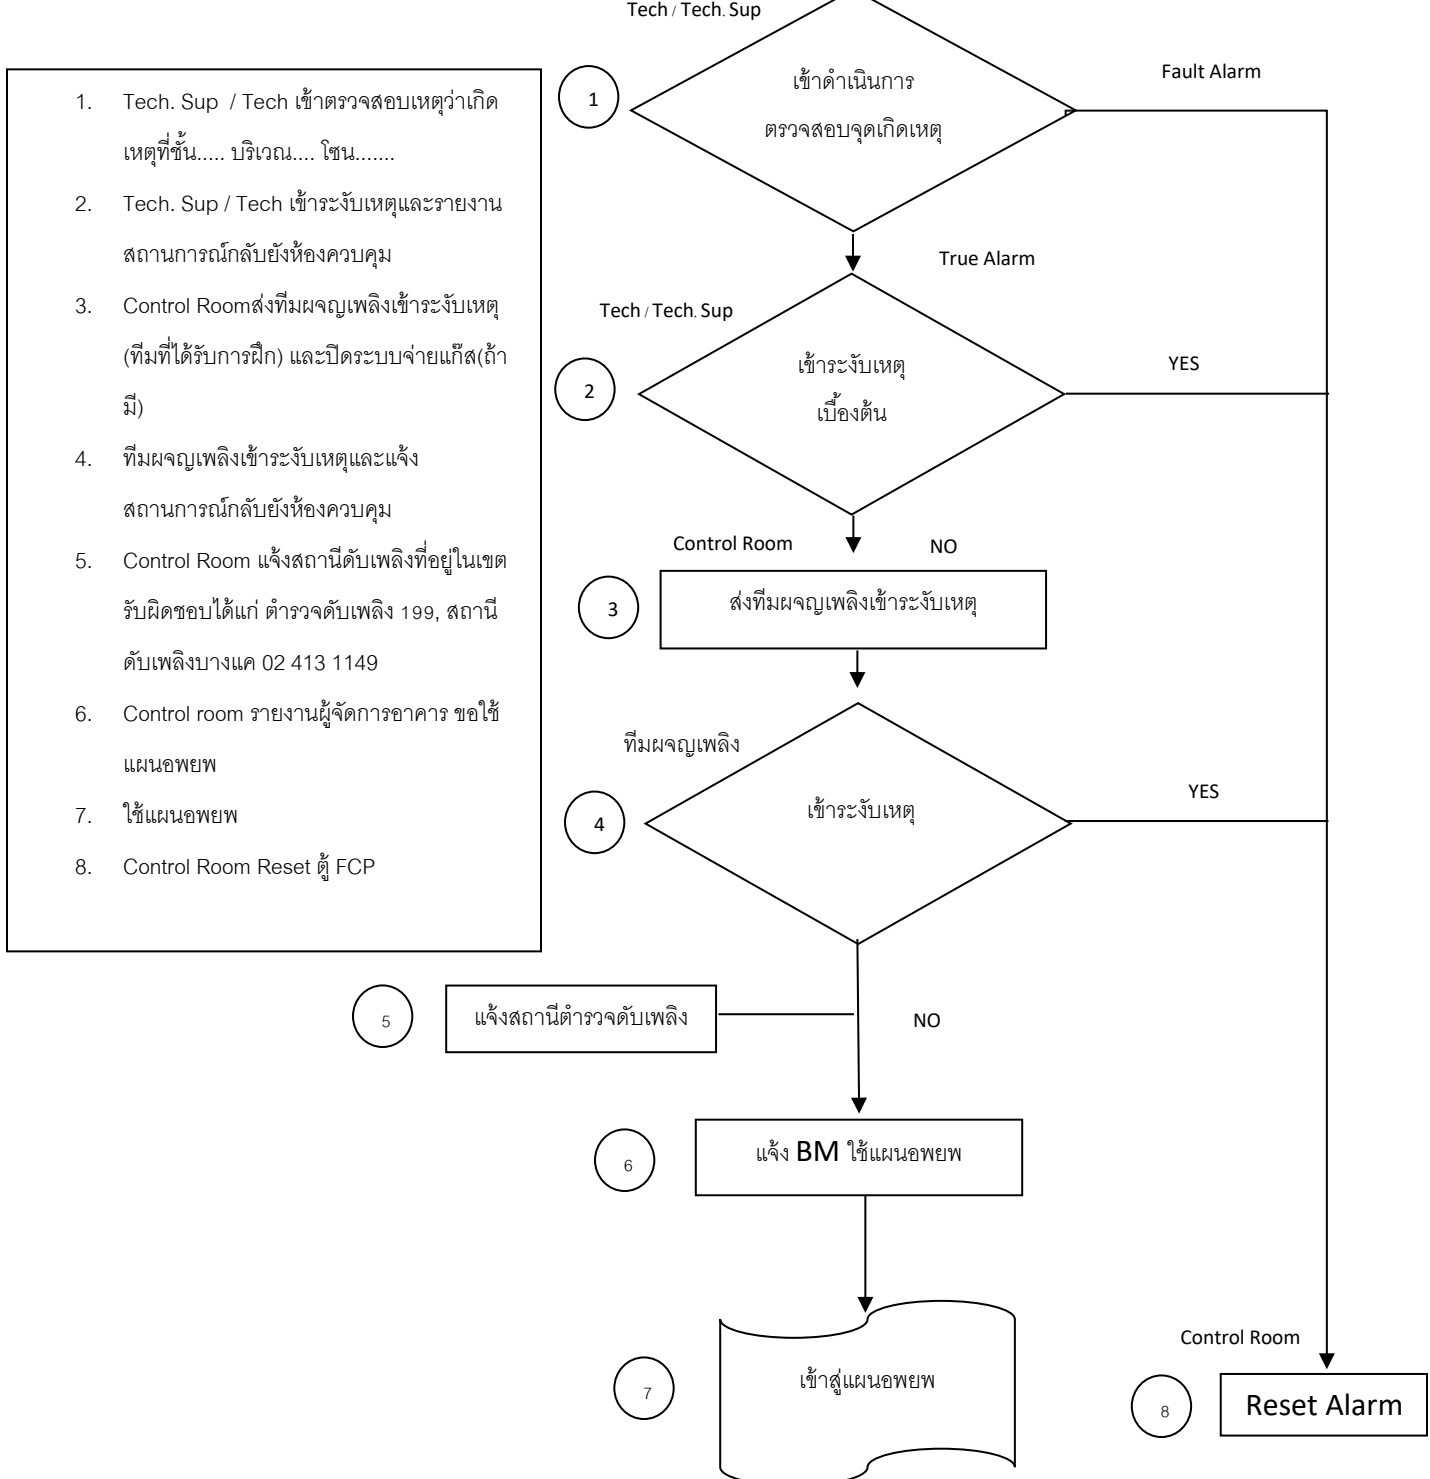 Tech / Tech. Sup
1. Tech. Sup / Tech เข้าตรวจสอบเหตุว่าเกิด
เหตุที่ชั้น..... บริเวณ.... โซน.......
2. Tech. Sup / Tech เข้าระงับเหตุและรายงาน
สถานการณ์กลับยังห้องควบคุม
3. Control Roomส่งทีมผจญเพลิงเข้าระงับเหตุ
(ทีมที่ได้รับการฝึก) และปิดระบบจ่ายแก๊ส(ถ้า
มี)
4. ทีมผจญเพลิงเข้าระงับเหตุและแจ้ง
สถานการณ์กลับยังห้องควบคุม
5. Control Room แจ้งสถานีดับเพลิงที่อยู่ในเขต
รับผิดชอบได้แก่ ตำรวจดับเพลิง 199, สถานี
ดับเพลิงบางแค 02 413 1149
6. Control room รายงานผู้จัดการอาคาร ขอใช้
แผนอพยพ
7. ใช้แผนอพยพ
8. Control Room Reset ตู้ FCP
1
เข้าดำเนินการ
ตรวจสอบจุดเกิดเหตุ
Fault Alarm
True Alarm
Tech / Tech. Sup
2
เข้าระงับเหตุ
เบื้องต้น
YES
Control Room
NO
3
ส่งทีมผจญเพลิงเข้าระงับเหตุ
ทีมผจญเพลิง
4
เข้าระงับเหตุ
YES
5
แจ้งสถานีตำรวจดับเพลิง
NO
6
แจ้ง BM ใช้แผนอพยพ
7
เข้าสู่แผนอพยพ
Control Room
8
Reset Alarm